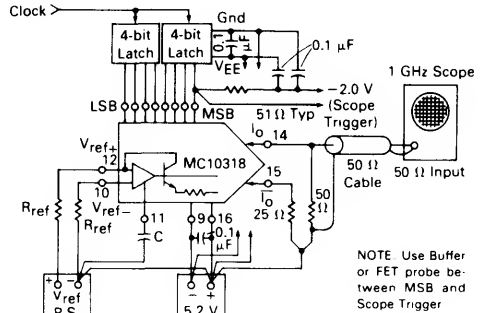 Clock
4-bit
Latch
4-bit
Latch
Gnd
0.1
μF
VEE
0.1 μF
1 GHz Scope
LSB
MSB
51 Ω Typ
−2.0 V
(Scope
Trigger)
Io 14
Vref+
12
MC10318
15
Io
50 Ω
Cable
50 Ω Input
10
Vref−
Rref
Rref
11
C
9
16
0.1
μF
25 Ω
50
Ω
+ −
Vref
P.S.
− +
5.2 V
NOTE. Use Buffer
or FET probe be-
tween MSB and
Scope Trigger